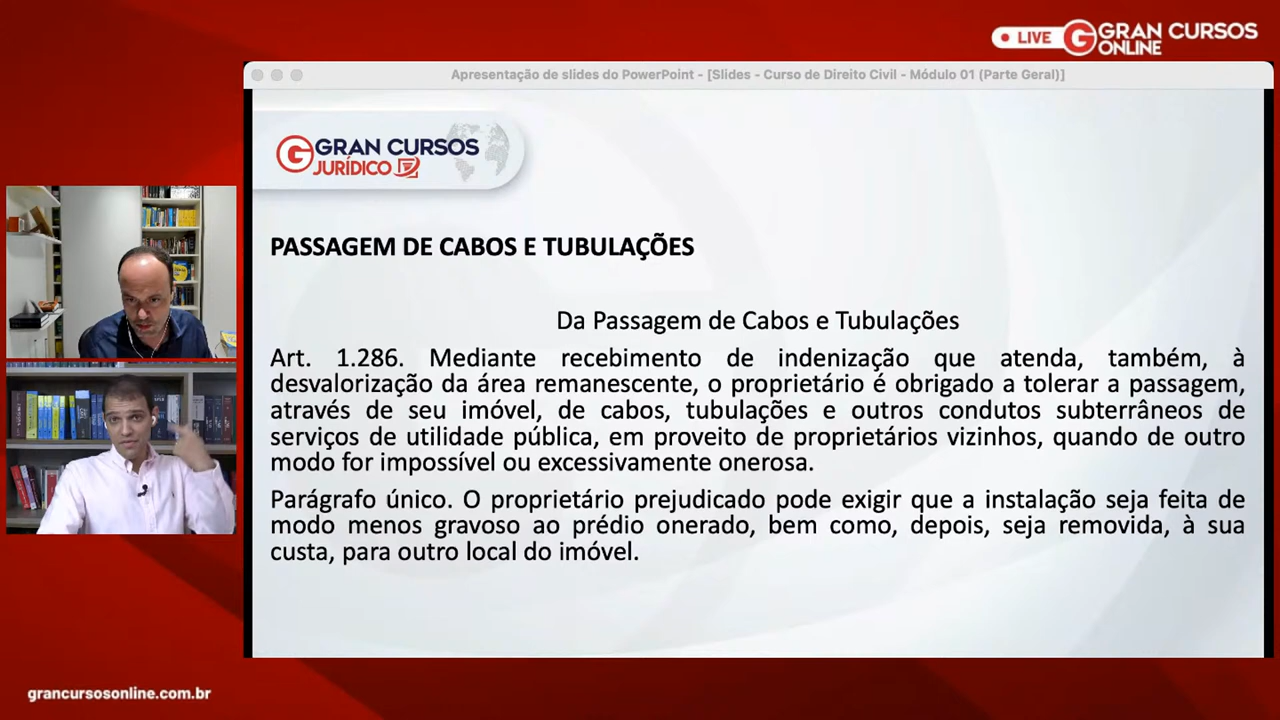 LIVE
GRAN CURSOS
ONLINE
Apresentação de slides do PowerPoint - [Slides - Curso de Direito Civil - Módulo 01 (Parte Geral)]
GRAN CURSOS
JURÍDICO
PASSAGEM DE CABOS E TUBULAÇÕES
Da Passagem de Cabos e Tubulações
Art. 1.286. Mediante recebimento de indenização que atenda, também, à
desvalorização da área remanescente, o proprietário é obrigado a tolerar a passagem,
através de seu imóvel, de cabos, tubulações e outros condutos subterrâneos de
serviços de utilidade pública, em proveito de proprietários vizinhos, quando de outro
modo for impossível ou excessivamente onerosa.
Parágrafo único. O proprietário prejudicado pode exigir que a instalação seja feita de
modo menos gravoso ao prédio onerado, bem como, depois, seja removida, à sua
custa, para outro local do imóvel.
grancursosonline.com.br